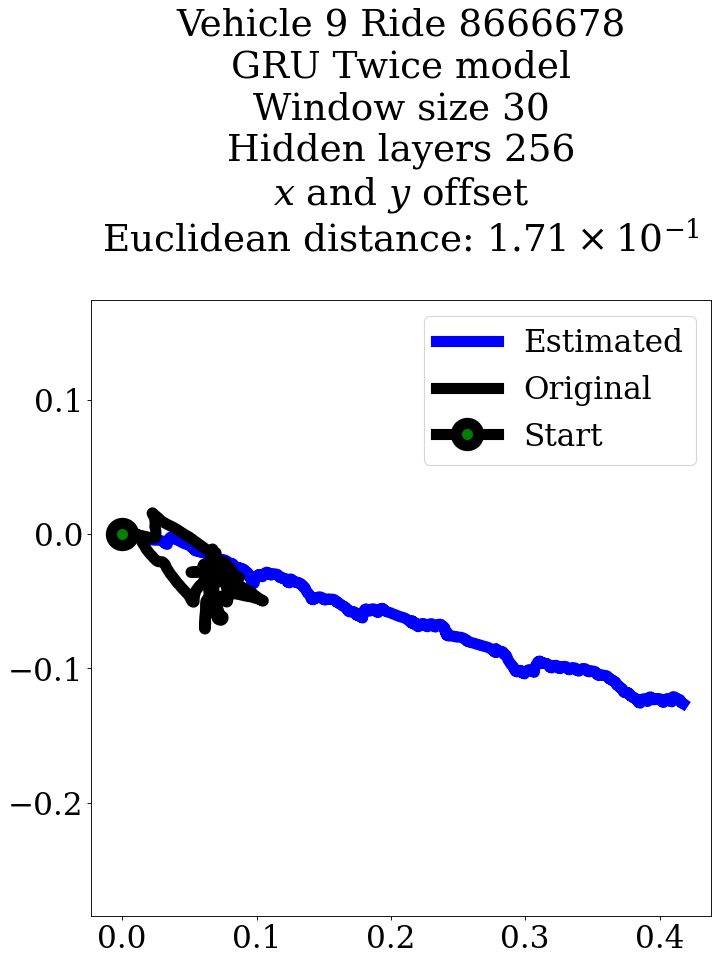 Vehicle 9 Ride 8666678
GRU Twice model
Window size 30
Hidden layers 256
x and y offset
Euclidean distance: 1.71 × 10⁻¹
Estimated
Original
Start
0.1
0.0
−0.1
−0.2
0.0 0.1 0.2 0.3 0.4